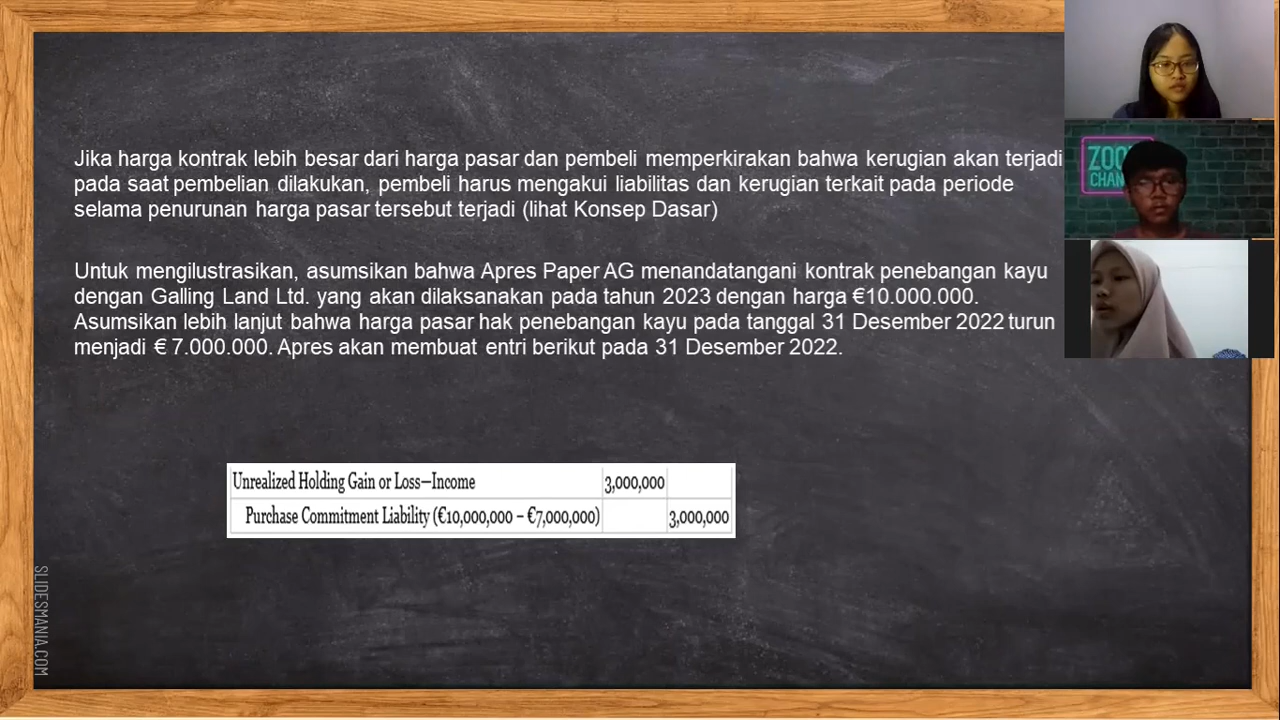 Jika harga kontrak lebih besar dari harga pasar dan pembeli memperkirakan bahwa kerugian akan terjadi
pada saat pembelian dilakukan, pembeli harus mengakui liabilitas dan kerugian terkait pada periode
selama penurunan harga pasar tersebut terjadi (lihat Konsep Dasar)
Untuk mengilustrasikan, asumsikan bahwa Apres Paper AG menandatangani kontrak penebangan kayu
dengan Galling Land Ltd. yang akan dilaksanakan pada tahun 2023 dengan harga €10.000.000.
Asumsikan lebih lanjut bahwa harga pasar hak penebangan kayu pada tanggal 31 Desember 2022 turun
menjadi € 7.000.000. Apres akan membuat entri berikut pada 31 Desember 2022.
Unrealized Holding Gain or Loss—Income 3,000,000
Purchase Commitment Liability (€10,000,000 – €7,000,000) 3,000,000
SLIDESMANIA.COM
ZOO
CHAN